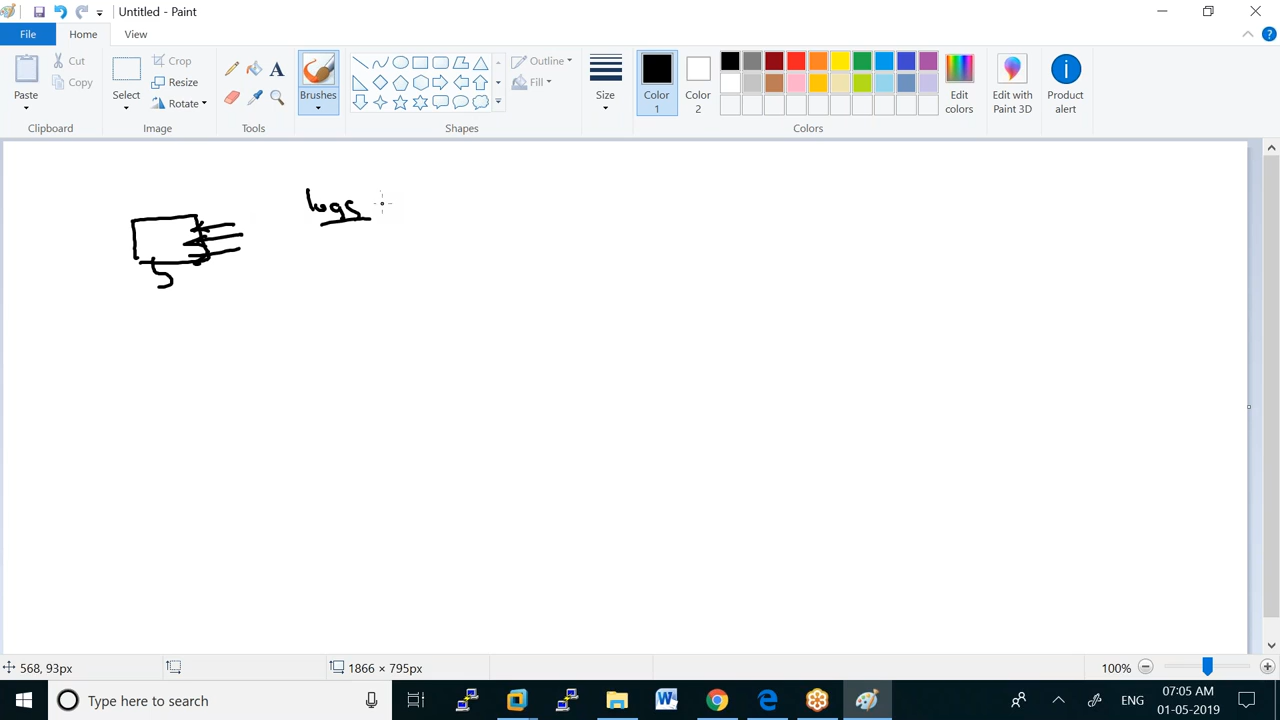 Untitled - Paint
File
Home
View
Paste
Cut
Copy
Clipboard
Select
Crop
Resize
Rotate
Image
Tools
Brushes
Shapes
Outline
Fill
Size
Color 1
Color 2
Edit colors
Colors
Edit with Paint 3D
Product alert
logs
S
568, 93px
1866 × 795px
100%
Type here to search
ENG
07:05 AM
01-05-2019